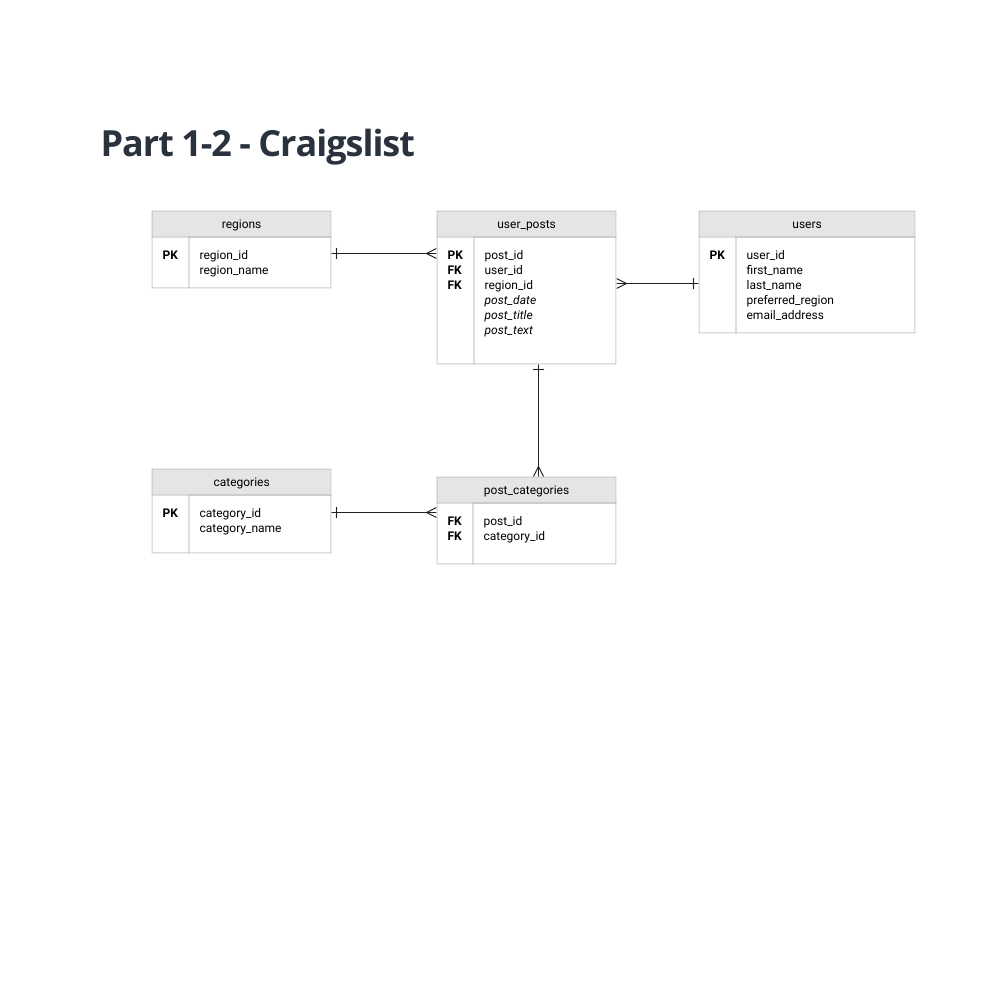 Part 1-2 - Craigslist
regions
PK region_id
region_name
user_posts
PK post_id
FK user_id
FK region_id
post_date
post_title
post_text
users
PK user_id
first_name
last_name
preferred_region
email_address
categories
PK category_id
category_name
post_categories
FK post_id
FK category_id